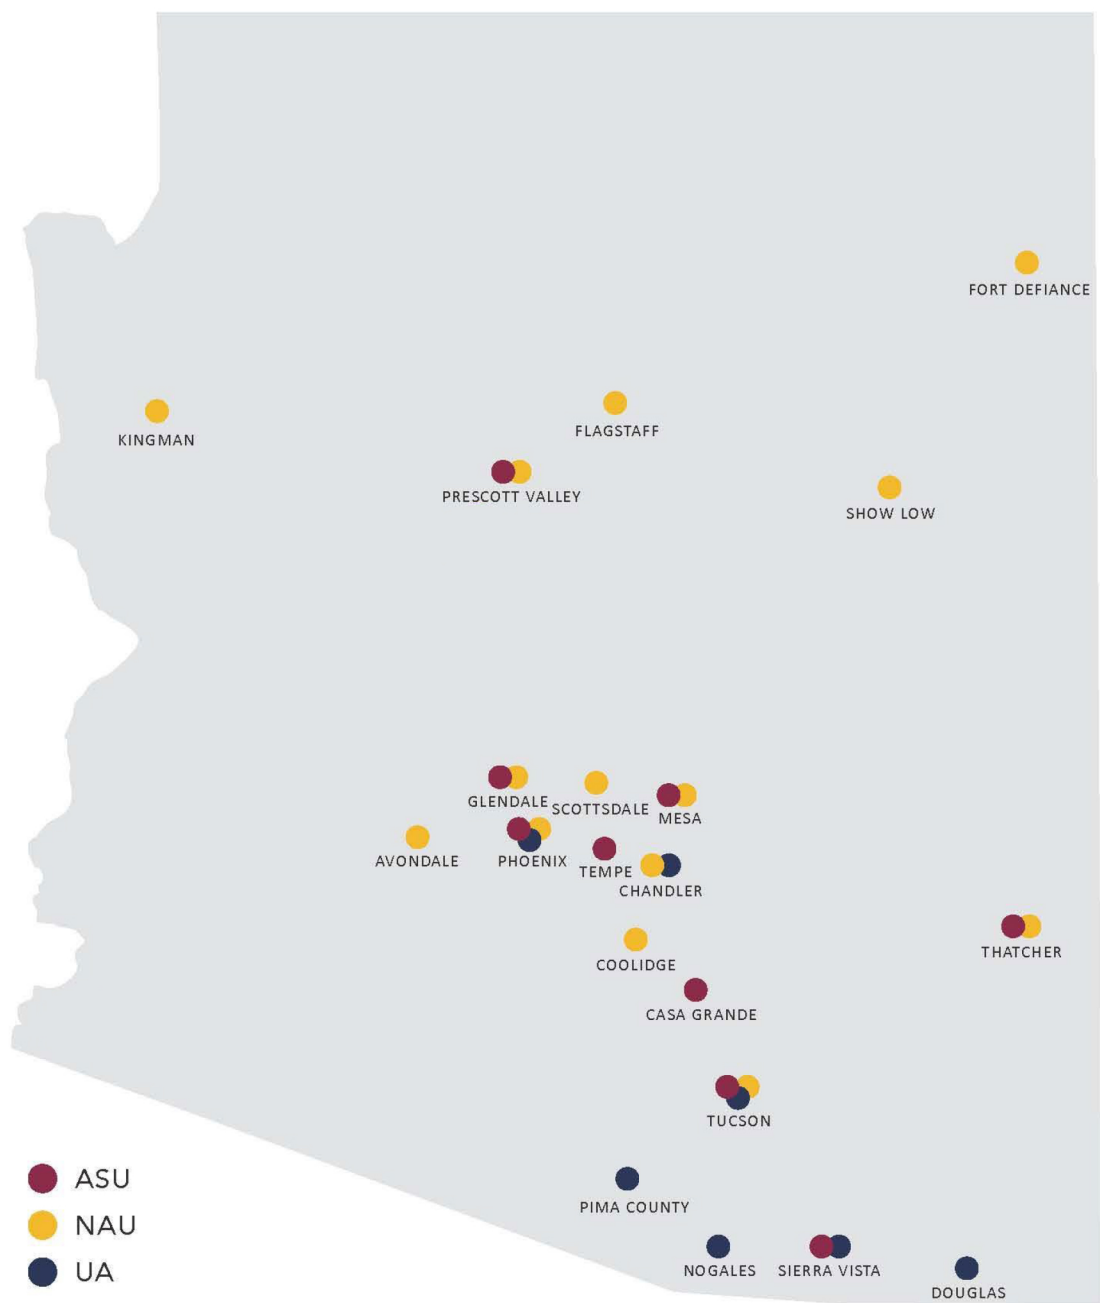 FORT DEFIANCE
FLAGSTAFF
KINGMAN
PRESCOTT VALLEY
SHOW LOW
GLENDALE
SCOTTSDALE
MESA
AVONDALE
PHOENIX
TEMPE
CHANDLER
THATCHER
COOLIDGE
CASA GRANDE
TUCSON
PIMA COUNTY
NOGALES
SIERRA VISTA
DOUGLAS
ASU
NAU
UA